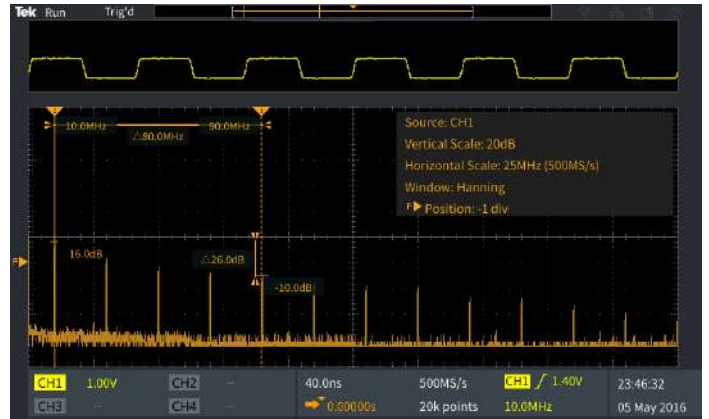 Tek Run Trig'd
10.0MHz 90.0MHz
△80.0MHz
Source: CH1
Vertical Scale: 20dB
Horizontal Scale: 25MHz (500MS/s)
Window: Hanning
F Position: -1 div
16.0dB
△26.0dB
-10.0dB
CH1 1.00V CH2 -- 40.0ns 500MS/s CH1 1.40V 23:46:32
CH3 -- CH4 -- 0.00000s 20k points 10.0MHz 05 May 2016